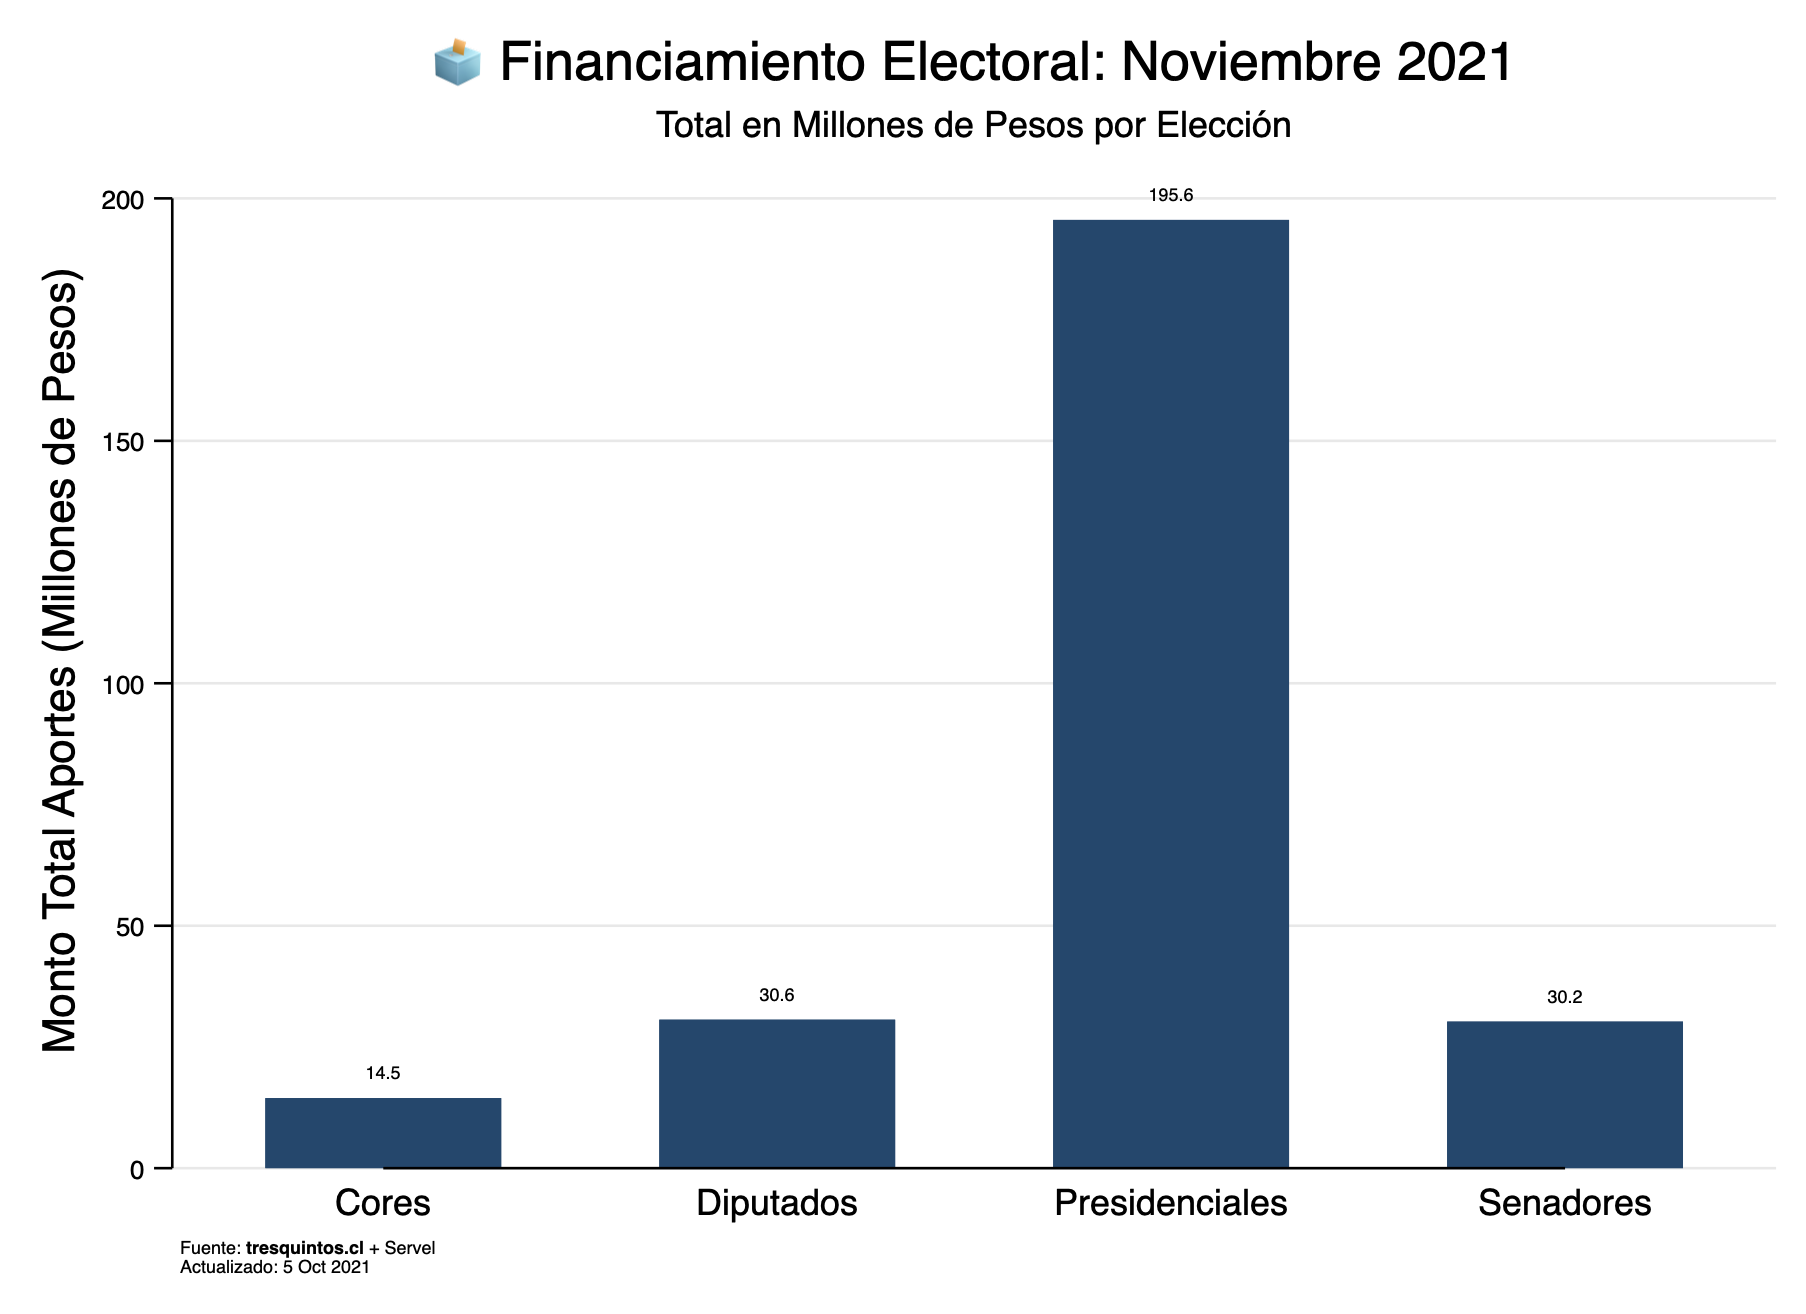 Financiamiento Electoral: Noviembre 2021
Total en Millones de Pesos por Elección
Monto Total Aportes (Millones de Pesos)
200
150
100
50
0
14.5
30.6
195.6
30.2
Cores
Diputados
Presidenciales
Senadores
Fuente: tresquintos.cl + Servel
Actualizado: 5 Oct 2021